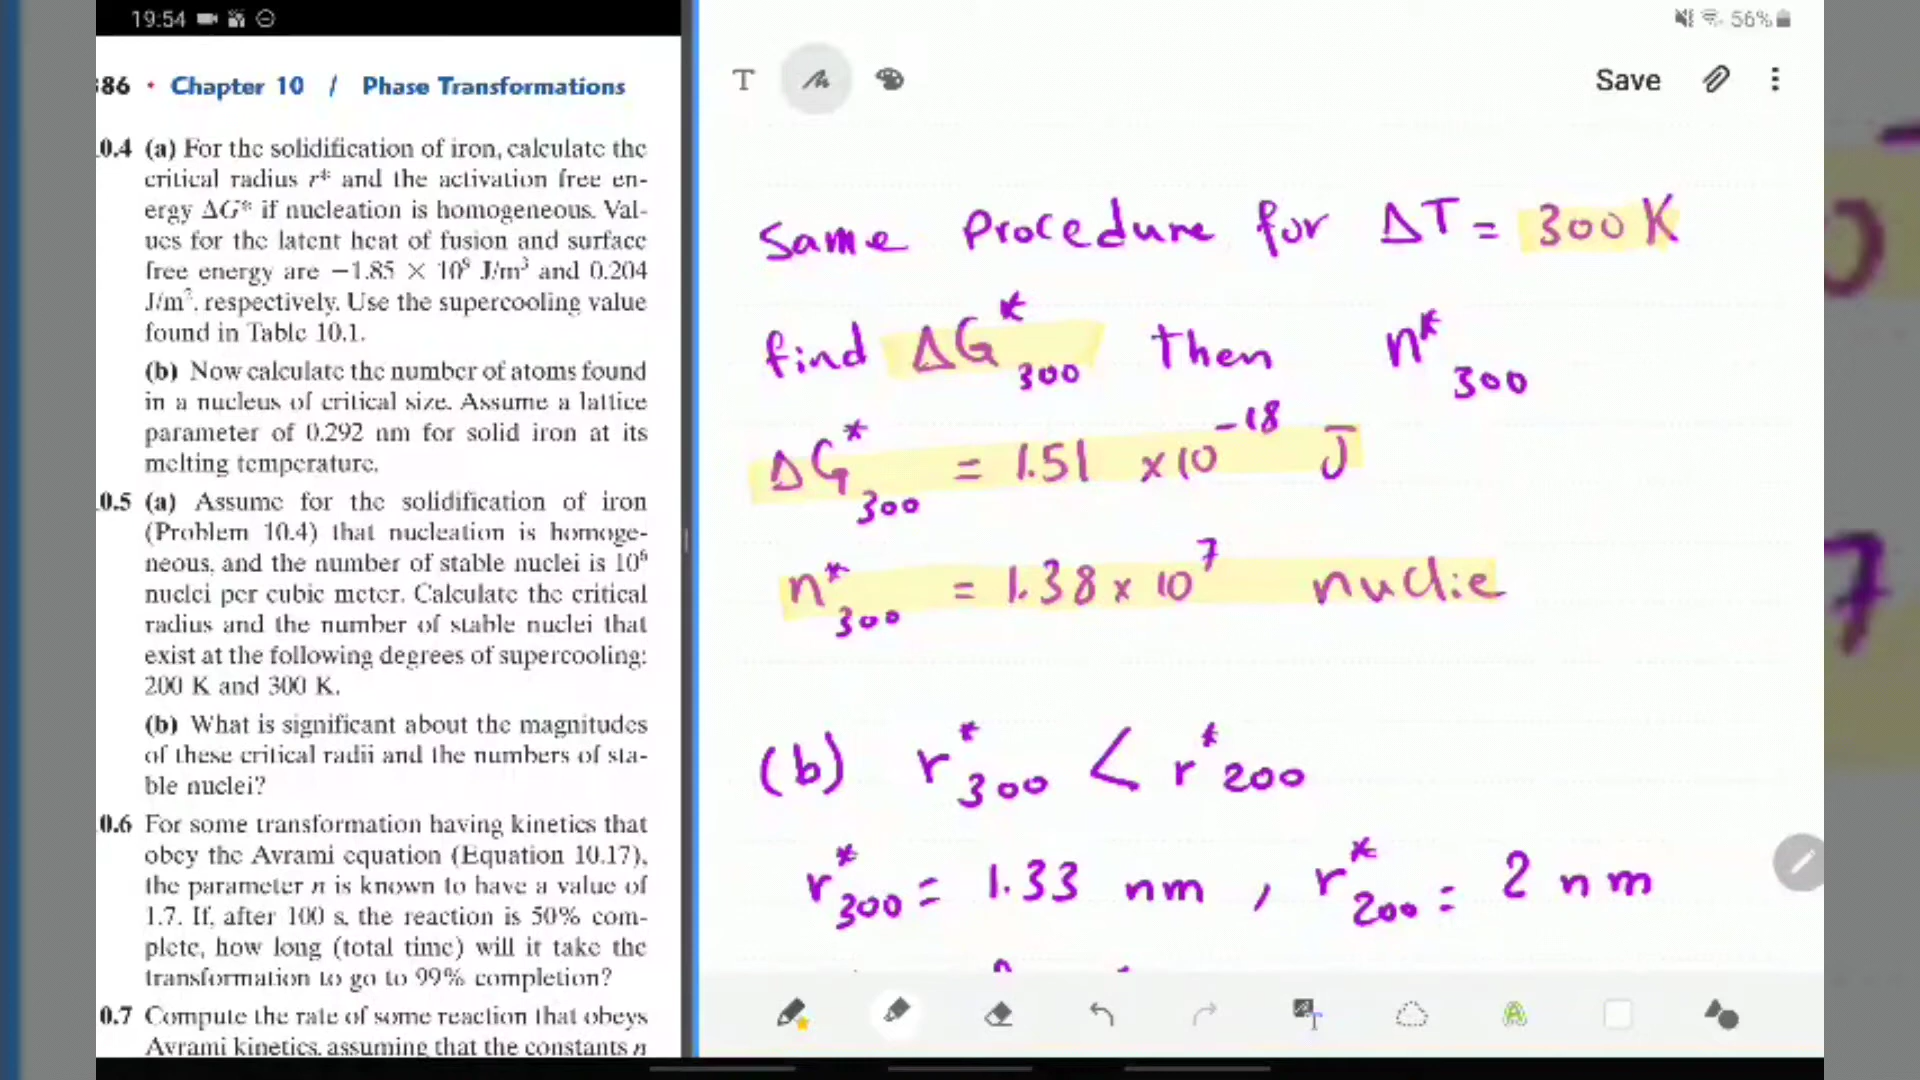 19:54
56%
86 • Chapter 10 / Phase Transformations
0.4 (a) For the solidification of iron, calculate the
critical radius r* and the activation free en-
ergy ΔG* if nucleation is homogeneous. Val-
ues for the latent heat of fusion and surface
free energy are −1.85 × 10⁹ J/m³ and 0.204
J/m², respectively. Use the supercooling value
found in Table 10.1.
(b) Now calculate the number of atoms found
in a nucleus of critical size. Assume a lattice
parameter of 0.292 nm for solid iron at its
melting temperature.
0.5 (a) Assume for the solidification of iron
(Problem 10.4) that nucleation is homoge-
neous, and the number of stable nuclei is 10⁶
nuclei per cubic meter. Calculate the critical
radius and the number of stable nuclei that
exist at the following degrees of supercooling:
200 K and 300 K.
(b) What is significant about the magnitudes
of these critical radii and the numbers of sta-
ble nuclei?
0.6 For some transformation having kinetics that
obey the Avrami equation (Equation 10.17),
the parameter n is known to have a value of
1.7. If, after 100 s, the reaction is 50% com-
plete, how long (total time) will it take the
transformation to go to 99% completion?
0.7 Compute the rate of some reaction that obeys
Avrami kinetics, assuming that the constants n
T Save
Same Procedure for ΔT = 300 K
find ΔG*₃₀₀ then n*₃₀₀
ΔG*₃₀₀ = 1.51 × 10⁻¹⁸ J
n*₃₀₀ = 1.38 × 10⁷ nuclie
(b) r*₃₀₀ < r*₂₀₀
r*₃₀₀ = 1.33 nm , r*₂₀₀ = 2 nm